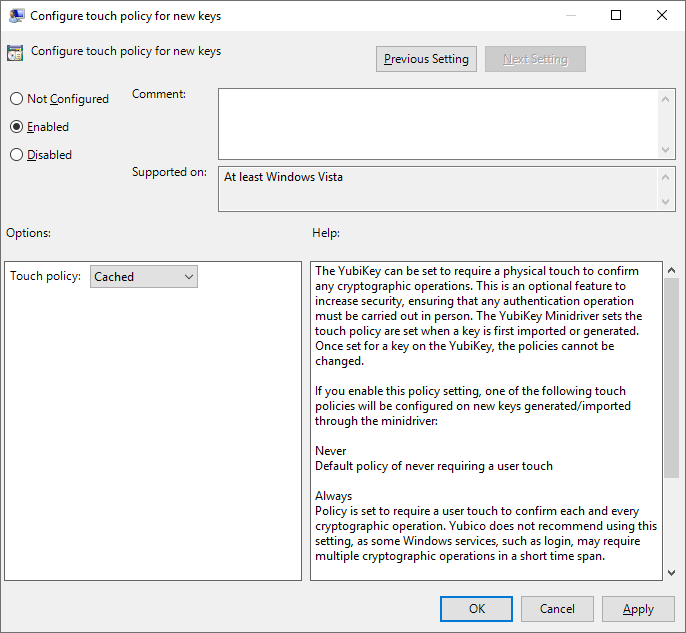 Configure touch policy for new keys
Configure touch policy for new keys
Previous Setting
Next Setting
Not Configured
Enabled
Disabled
Comment:
Supported on:
At least Windows Vista
Options:
Help:
Touch policy:
Cached
The YubiKey can be set to require a physical touch to confirm
any cryptographic operations. This is an optional feature to
increase security, ensuring that any authentication operation
must be carried out in person. The YubiKey Minidriver sets the
touch policy are set when a key is first imported or generated.
Once set for a key on the YubiKey, the policies cannot be
changed.
If you enable this policy setting, one of the following touch
policies will be configured on new keys generated/imported
through the minidriver:
Never
Default policy of never requiring a user touch
Always
Policy is set to require a user touch to confirm each and every
cryptographic operation. Yubico does not recommend using this
setting, as some Windows services, such as login, may require
multiple cryptographic operations in a short time span.
OK
Cancel
Apply